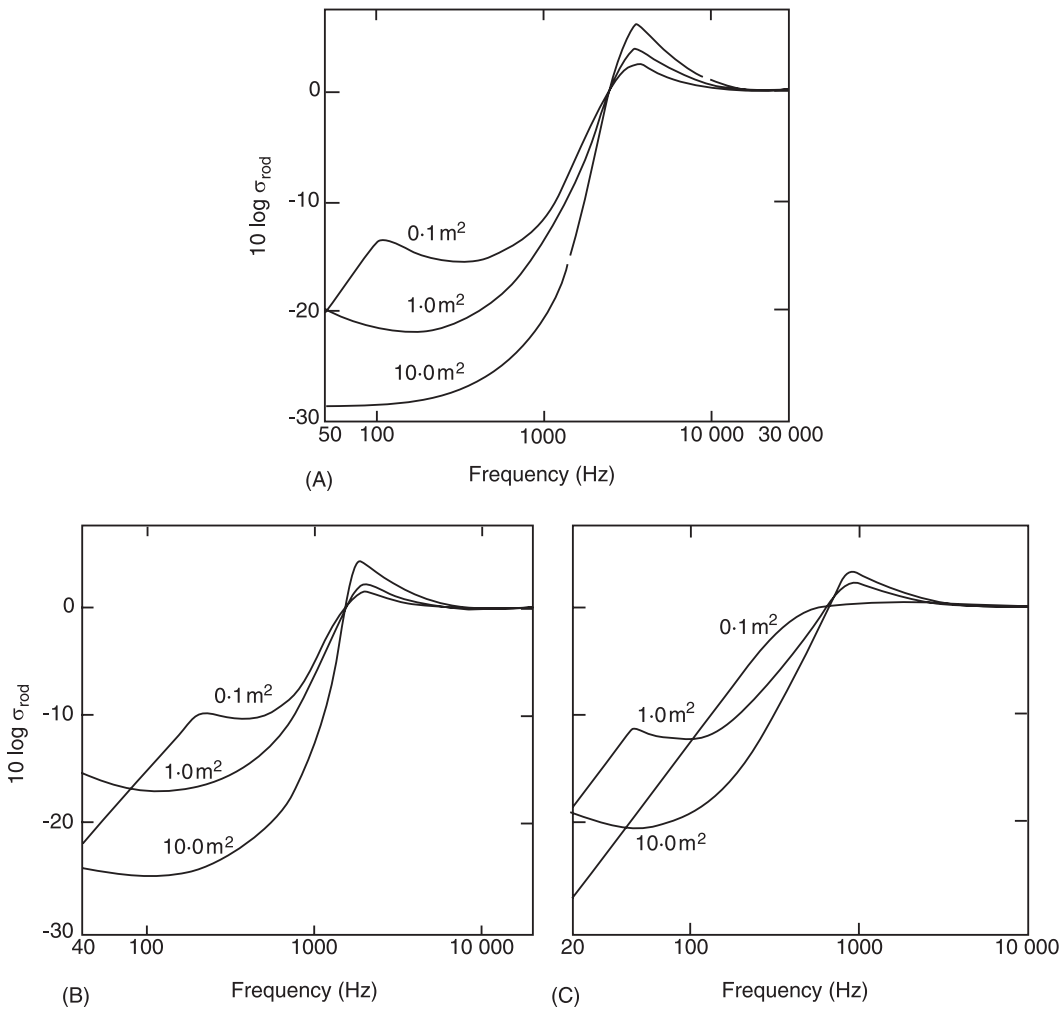 0
-10
-20
-30
10 log σrod
0·1m²
1·0m²
10·0m²
50 100 1000 10 000 30 000
Frequency (Hz)
(A)
0
-10
-20
-30
10 log σrod
0·1m²
1·0m²
10·0m²
40 100 1000 10 000
Frequency (Hz)
(B)
0·1m²
1·0m²
10·0m²
20 100 1000 10 000
Frequency (Hz)
(C)